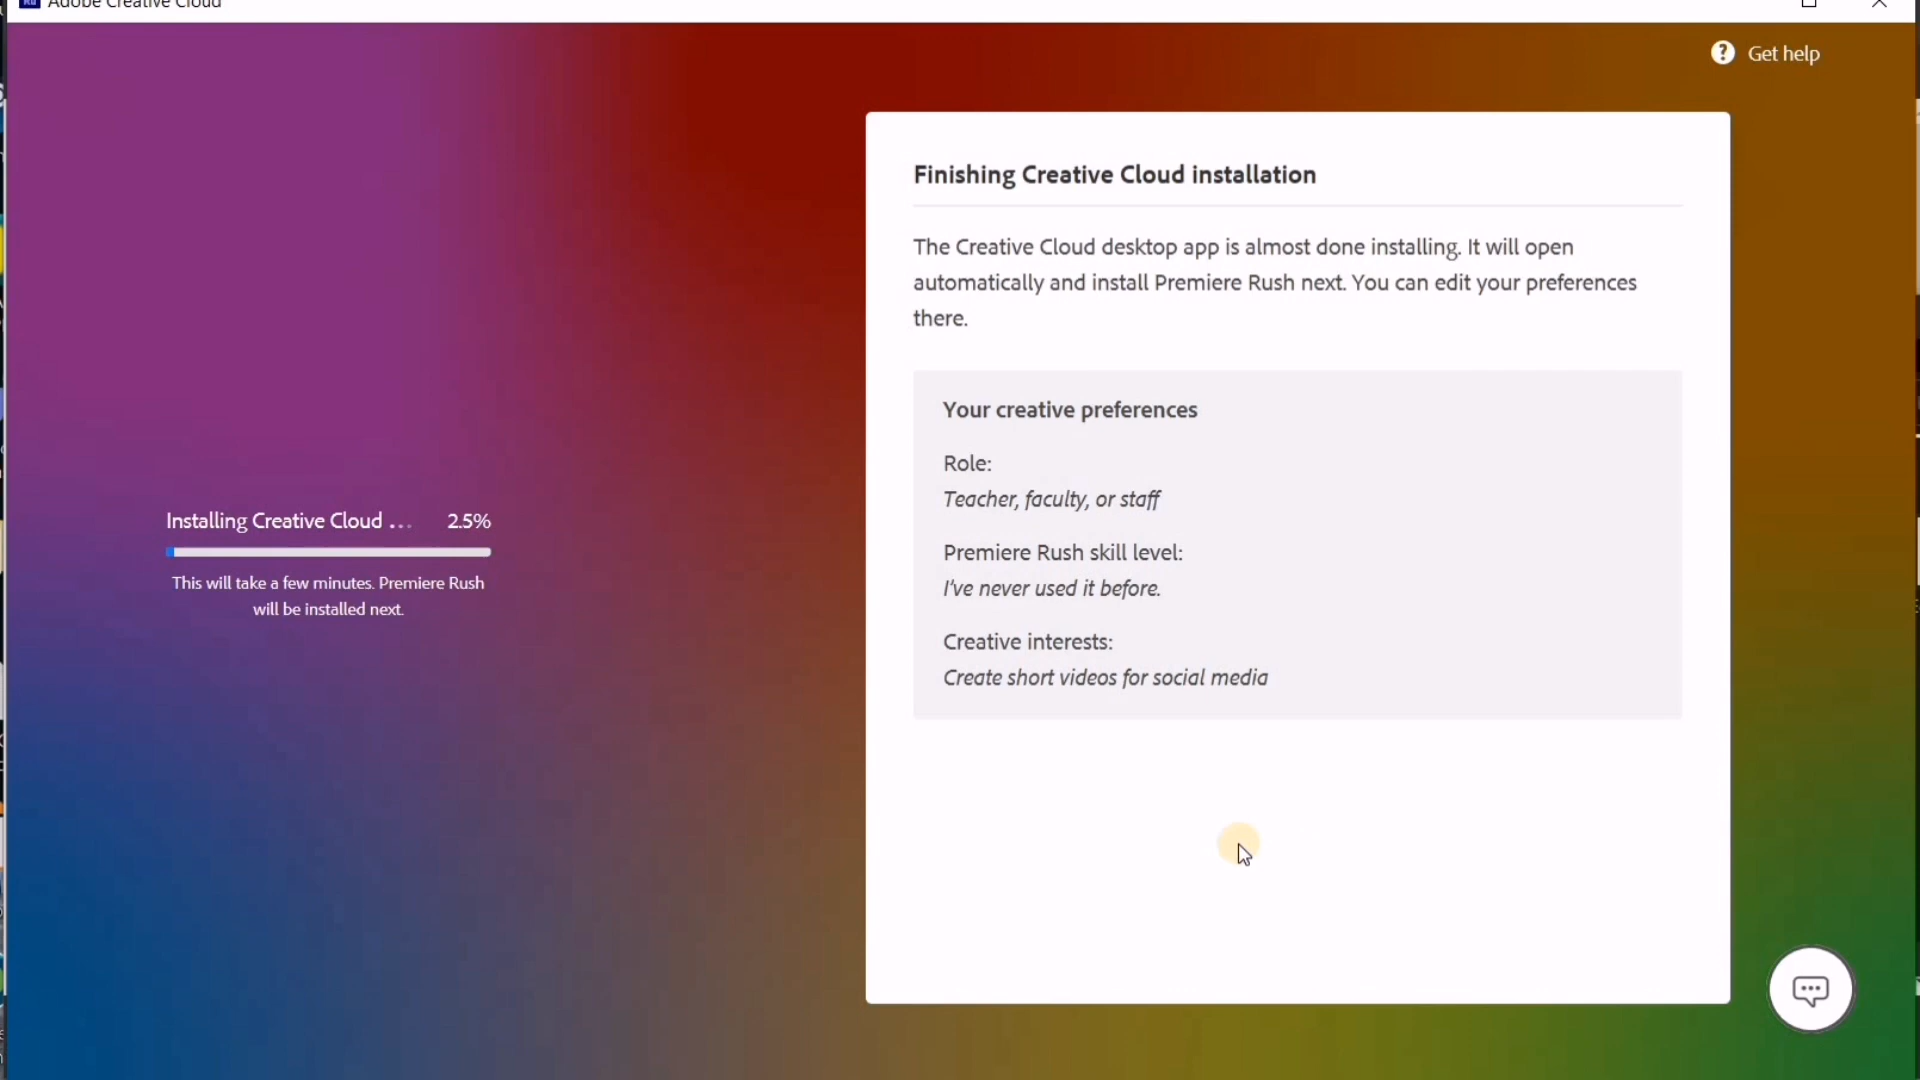 Adobe Creative Cloud
Get help
Finishing Creative Cloud installation
The Creative Cloud desktop app is almost done installing. It will open
automatically and install Premiere Rush next. You can edit your preferences
there.
Your creative preferences
Role:
Teacher, faculty, or staff
Premiere Rush skill level:
I've never used it before.
Creative interests:
Create short videos for social media
Installing Creative Cloud ... 2.5%
This will take a few minutes. Premiere Rush
will be installed next.